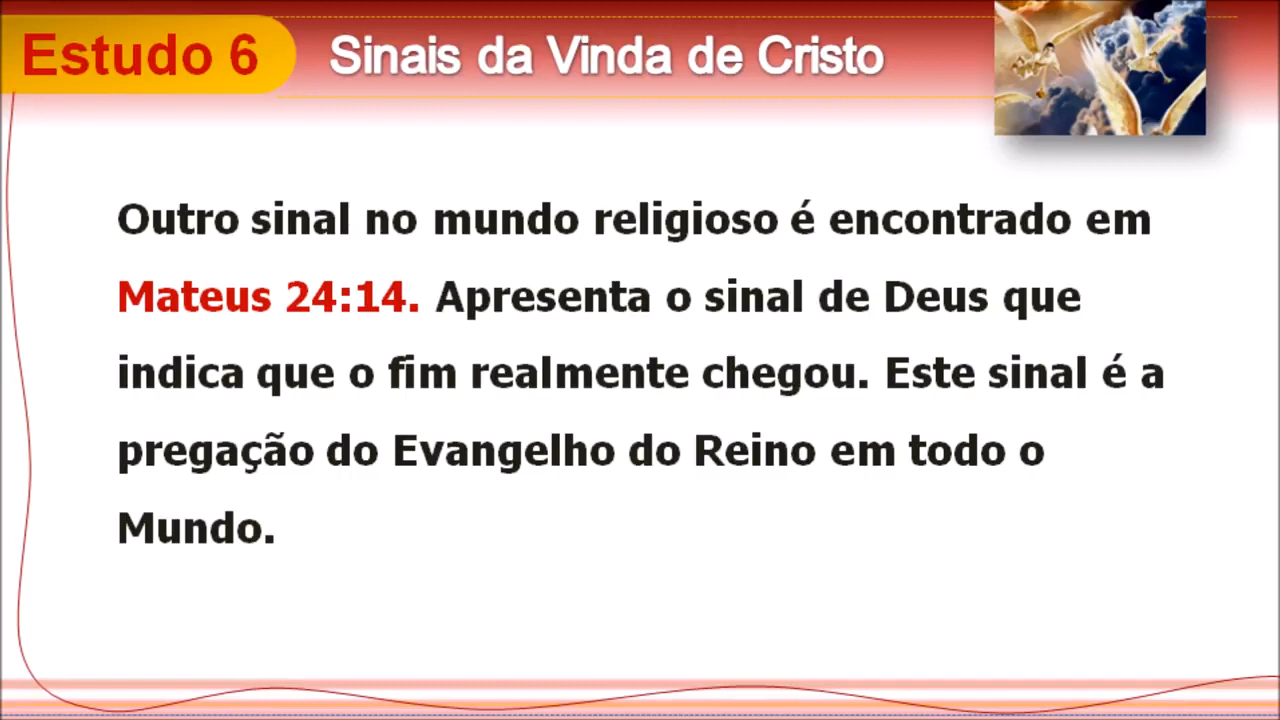 Estudo 6
Sinais da Vinda de Cristo
Outro sinal no mundo religioso é encontrado em
Mateus 24:14. Apresenta o sinal de Deus que
indica que o fim realmente chegou. Este sinal é a
pregação do Evangelho do Reino em todo o
Mundo.